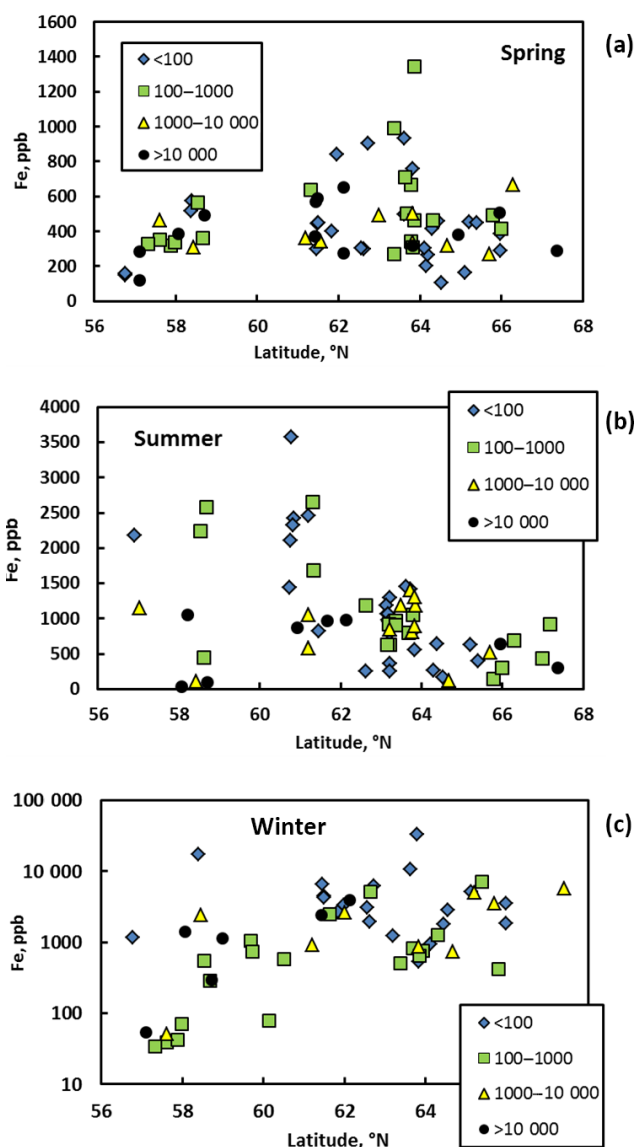 (a)
Spring
<100
100–1000
1000–10 000
>10 000
Fe, ppb
1600
1400
1200
1000
800
600
400
200
0
56 58 60 62 64 66 68
Latitude, °N
(b)
Summer
<100
100–1000
1000–10 000
>10 000
Fe, ppb
4000
3500
3000
2500
2000
1500
1000
500
0
56 58 60 62 64 66 68
Latitude, °N
(c)
Winter
Fe, ppb
100 000
10 000
1000
100
10
<100
100–1000
1000–10 000
>10 000
56 58 60 62 64 66 68
Latitude, °N